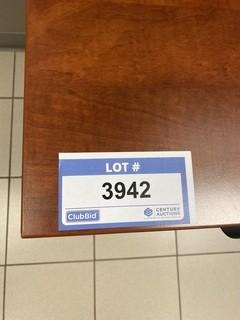 LOT #
3942
ClubBid
CENTURY
AUCTIONS